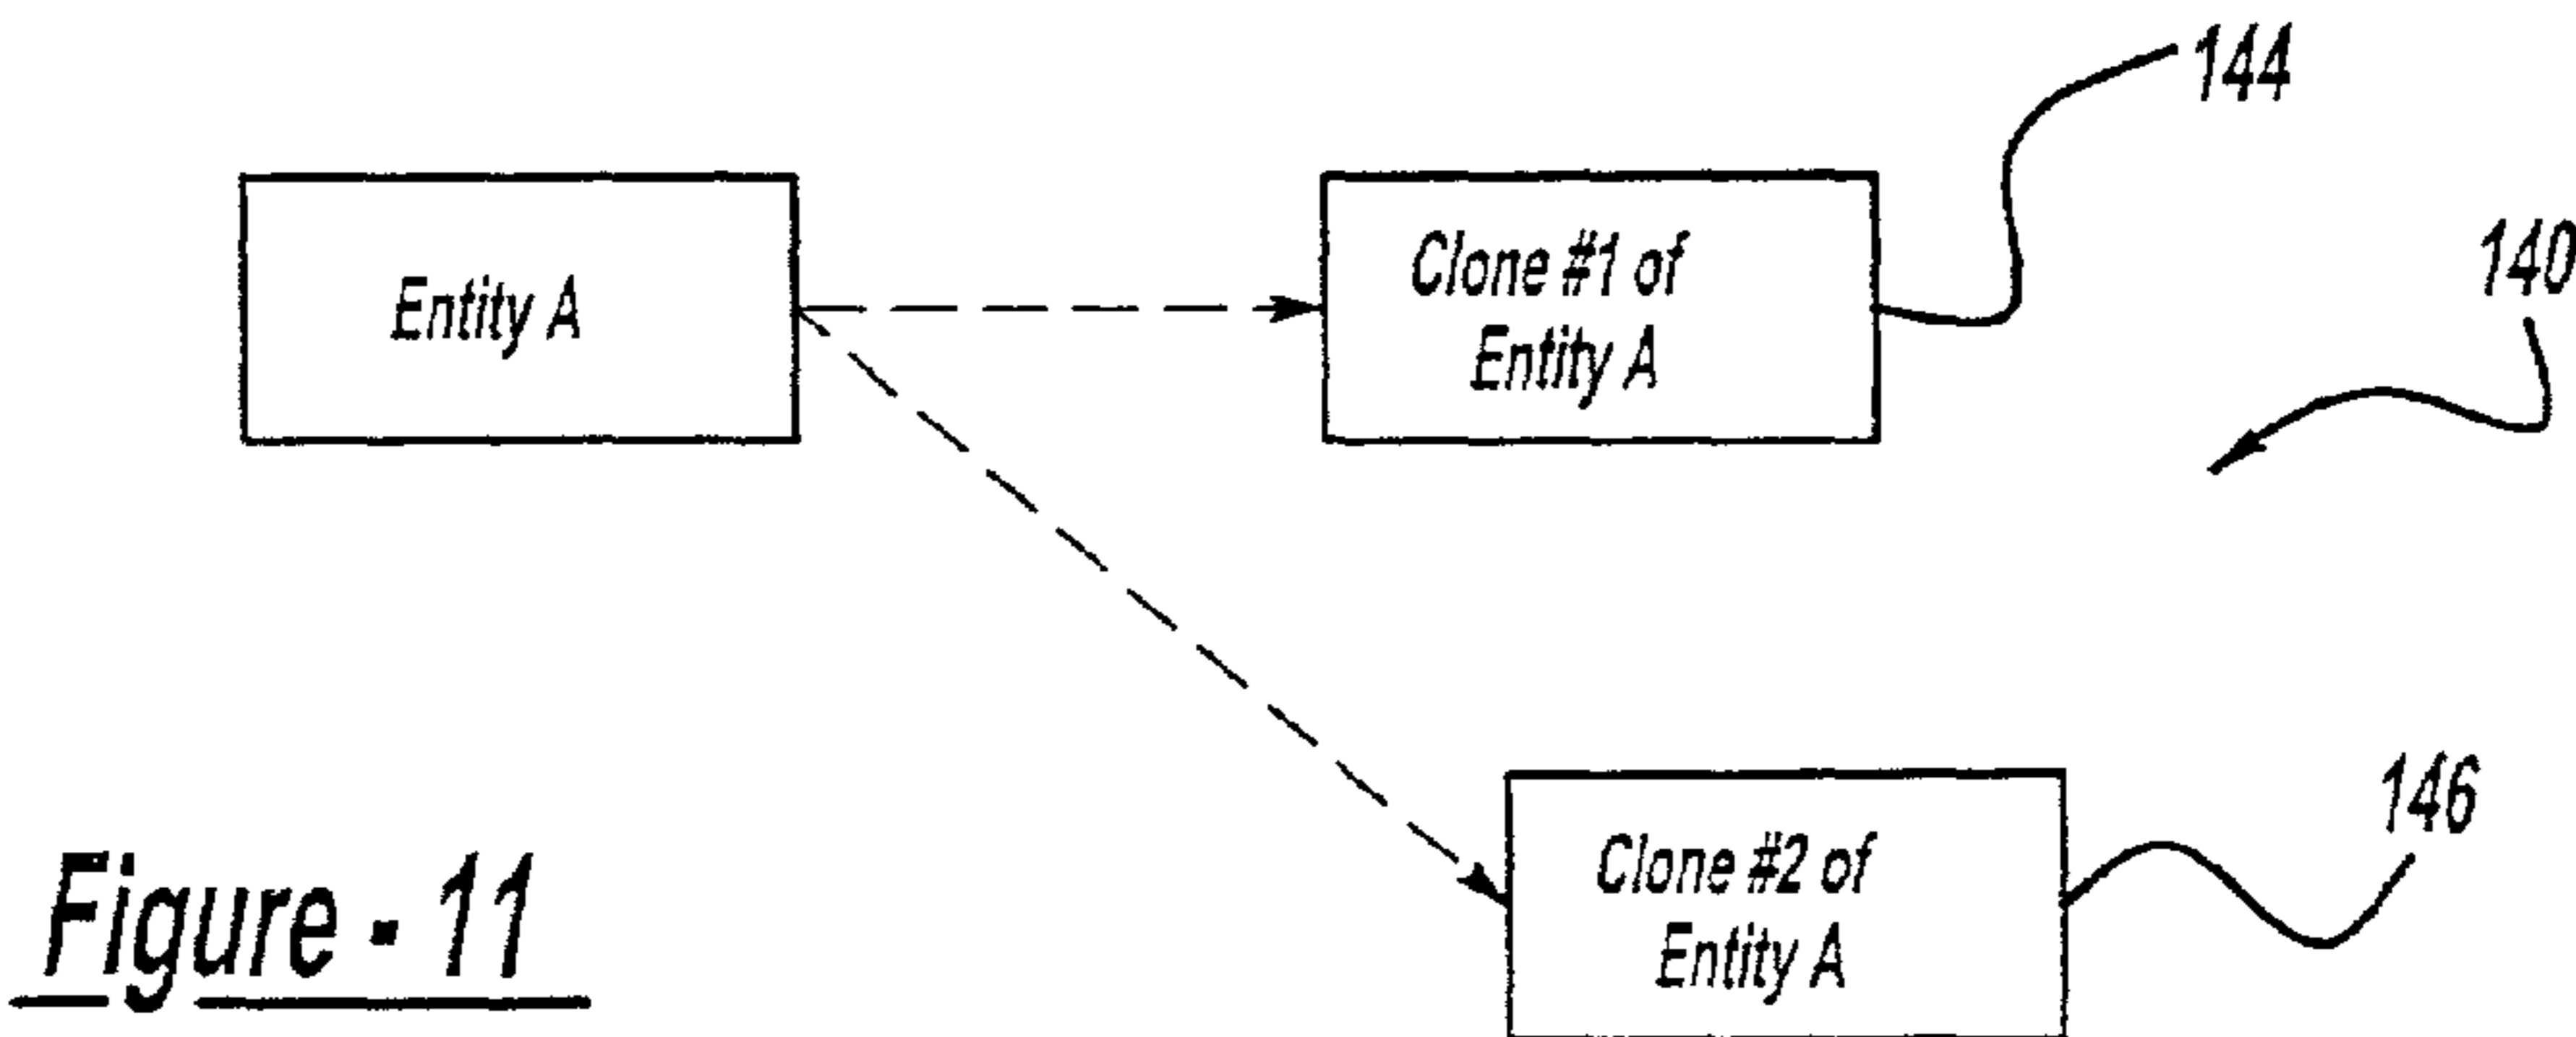 144
Entity A
Clone #1 of
Entity A
140
146
Clone #2 of
Entity A
Figure - 11